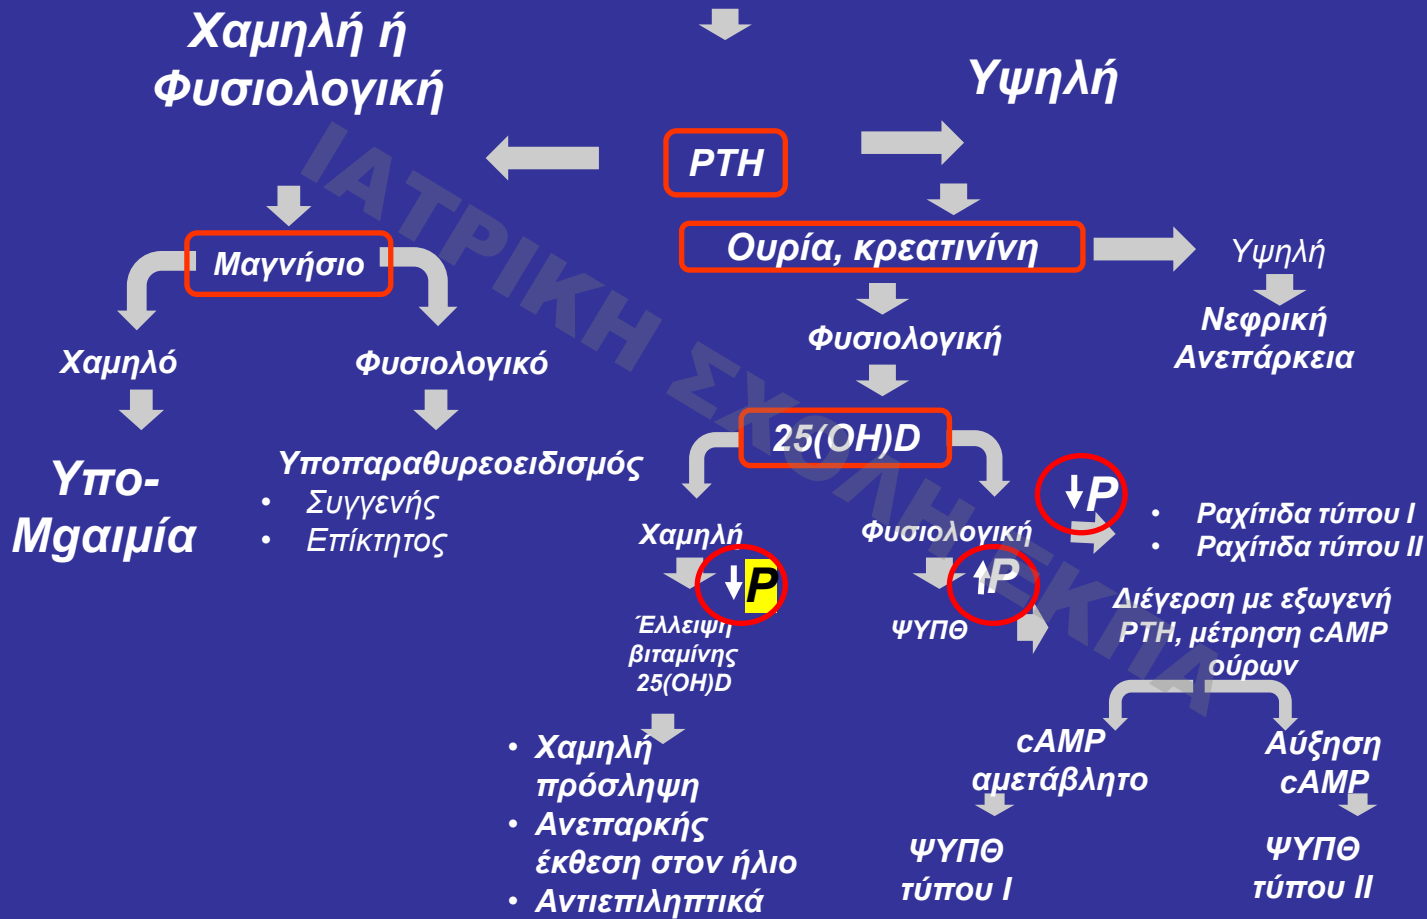 Χαμηλή ή
Φυσιολογική
Υψηλή
PTH
Μαγνήσιο
Ουρία, κρεατινίνη
Υψηλή
Νεφρική
Ανεπάρκεια
Χαμηλό
Φυσιολογικό
Φυσιολογική
Υπο-
Mgαιμία
Υποπαραθυρεοειδισμός
• Συγγενής
• Επίκτητος
25(OH)D
Χαμηλή
↓P
Φυσιολογική
↓P
• Ραχίτιδα τύπου I
• Ραχίτιδα τύπου II
↑P
Έλλειψη
βιταμίνης
25(OH)D
ΨΥΠΘ
Διέγερση με εξωγενή
PTH, μέτρηση cAMP
ούρων
• Χαμηλή
πρόσληψη
• Ανεπαρκής
έκθεση στον ήλιο
• Αντιεπιληπτικά
cAMP
αμετάβλητο
Αύξηση
cAMP
ΨΥΠΘ
τύπου I
ΨΥΠΘ
τύπου II
ΙΑΤΡΙΚΗ ΣΧΟΛΗ ΕΚΠΑ